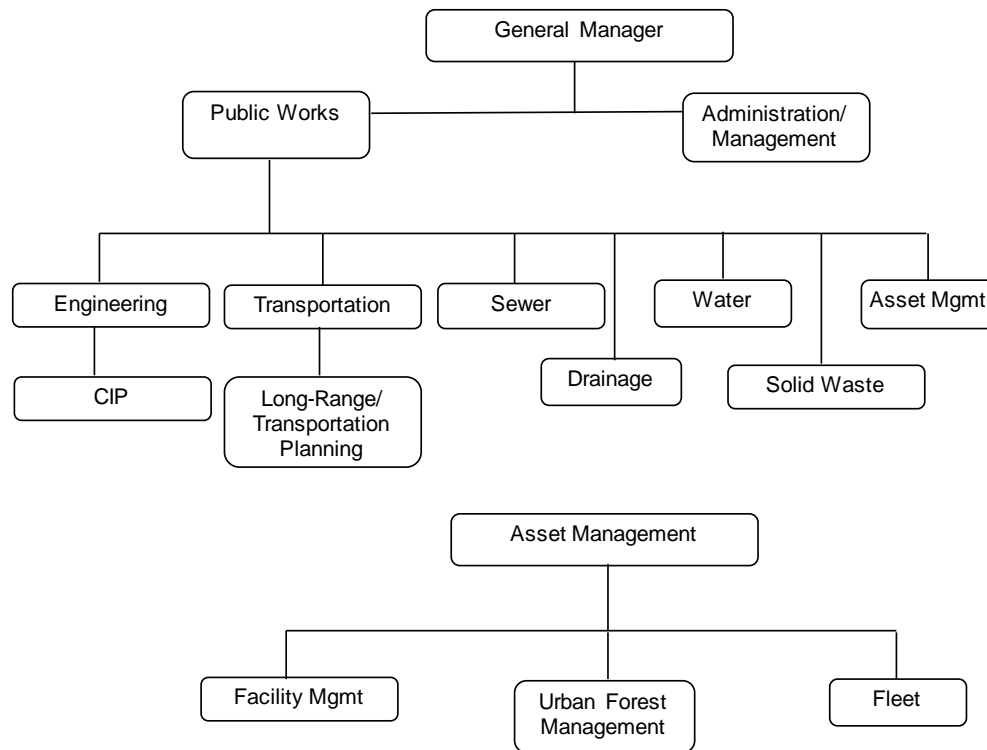 General Manager
Public Works
Administration/
Management
Engineering
Transportation
Sewer
Water
Asset Mgmt
Drainage
Solid Waste
CIP
Long-Range/
Transportation
Planning
Asset Management
Facility Mgmt
Urban Forest
Management
Fleet